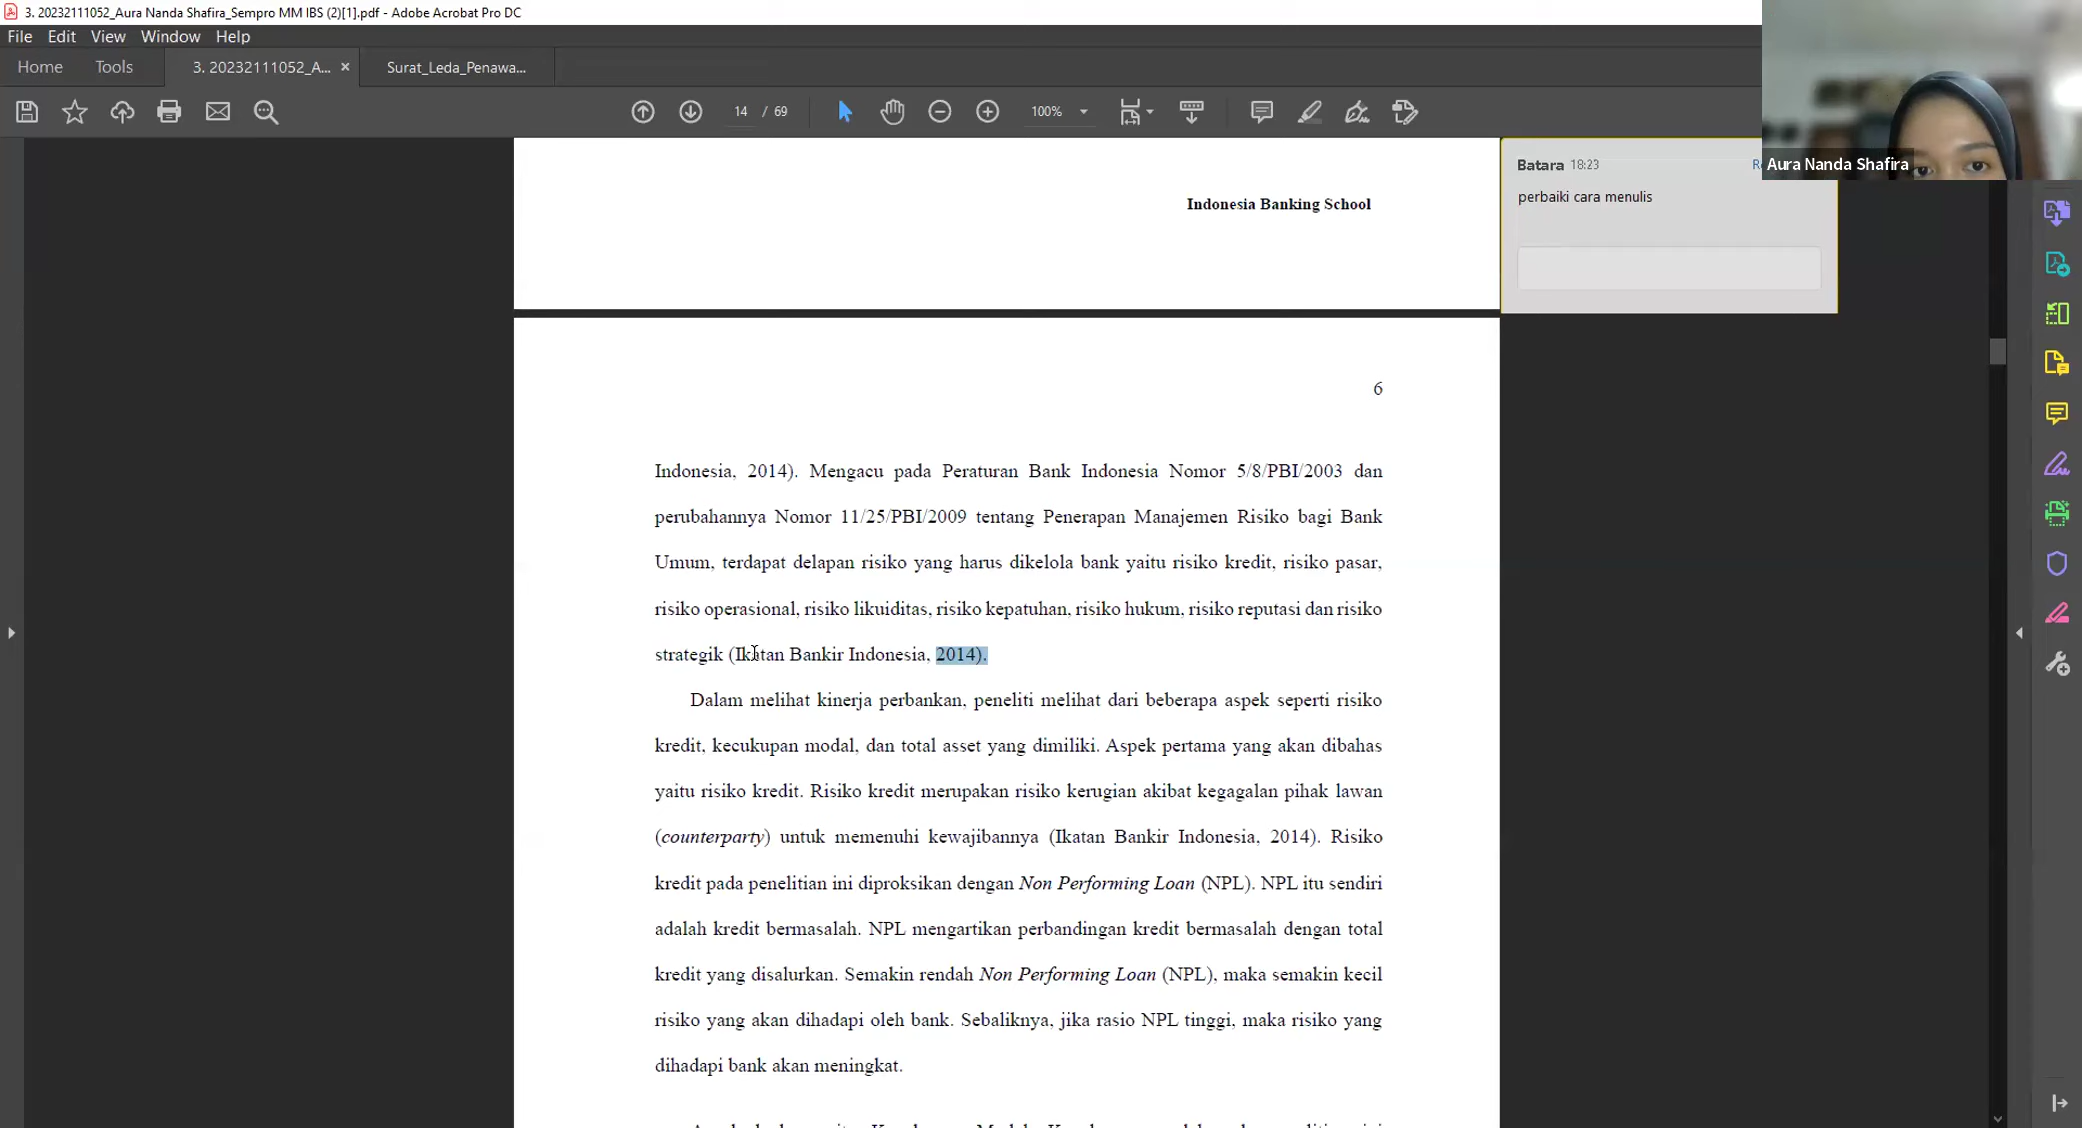 3. 20232111052_Aura Nanda Shafira_Sempro MM IBS (2)[1].pdf - Adobe Acrobat Pro DC
File Edit View Window Help
Home Tools 3. 20232111052_A... × Surat_Leda_Penawa...
14 / 69 100%
Aura Nanda Shafira
Batara 18:23
perbaiki cara menulis
Indonesia Banking School
6
Indonesia, 2014). Mengacu pada Peraturan Bank Indonesia Nomor 5/8/PBI/2003 dan
perubahannya Nomor 11/25/PBI/2009 tentang Penerapan Manajemen Risiko bagi Bank
Umum, terdapat delapan risiko yang harus dikelola bank yaitu risiko kredit, risiko pasar,
risiko operasional, risiko likuiditas, risiko kepatuhan, risiko hukum, risiko reputasi dan risiko
strategik (Ikatan Bankir Indonesia, 2014).
Dalam melihat kinerja perbankan, peneliti melihat dari beberapa aspek seperti risiko
kredit, kecukupan modal, dan total asset yang dimiliki. Aspek pertama yang akan dibahas
yaitu risiko kredit. Risiko kredit merupakan risiko kerugian akibat kegagalan pihak lawan
(counterparty) untuk memenuhi kewajibannya (Ikatan Bankir Indonesia, 2014). Risiko
kredit pada penelitian ini diproksikan dengan Non Performing Loan (NPL). NPL itu sendiri
adalah kredit bermasalah. NPL mengartikan perbandingan kredit bermasalah dengan total
kredit yang disalurkan. Semakin rendah Non Performing Loan (NPL), maka semakin kecil
risiko yang akan dihadapi oleh bank. Sebaliknya, jika rasio NPL tinggi, maka risiko yang
dihadapi bank akan meningkat.